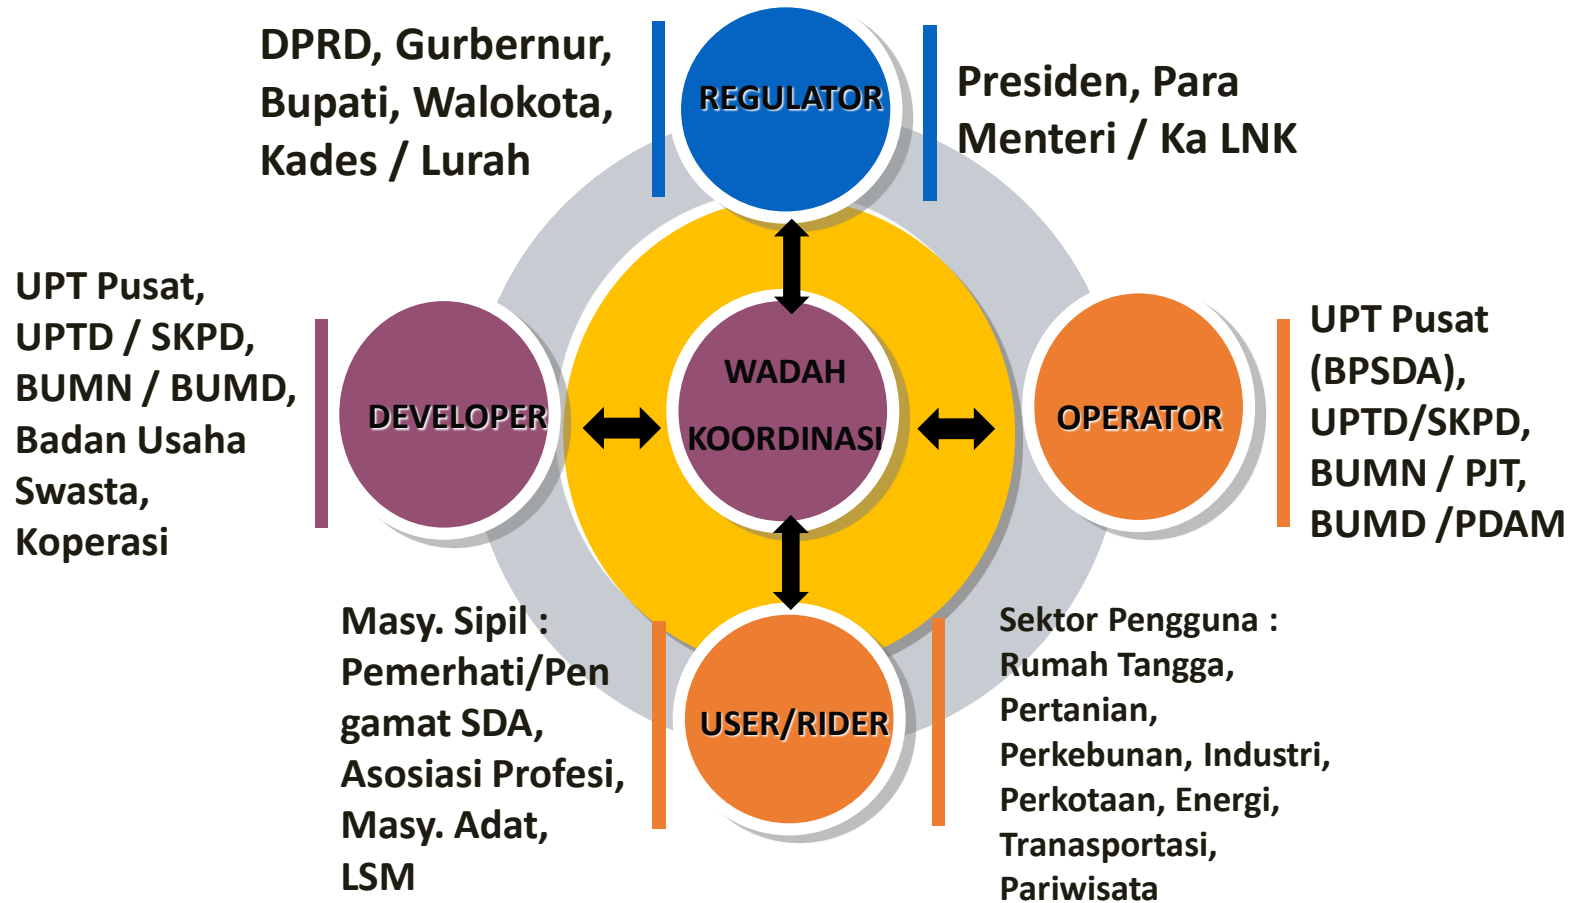 DPRD, Gurbernur,
Bupati, Walokota,
Kades / Lurah
REGULATOR
Presiden, Para
Menteri / Ka LNK
UPT Pusat,
UPTD / SKPD,
BUMN / BUMD,
Badan Usaha
Swasta,
Koperasi
DEVELOPER
WADAH
KOORDINASI
OPERATOR
UPT Pusat
(BPSDA),
UPTD/SKPD,
BUMN / PJT,
BUMD /PDAM
Masy. Sipil :
Pemerhati/Pen
gamat SDA,
Asosiasi Profesi,
Masy. Adat,
LSM
USER/RIDER
Sektor Pengguna :
Rumah Tangga,
Pertanian,
Perkebunan, Industri,
Perkotaan, Energi,
Tranasportasi,
Pariwisata